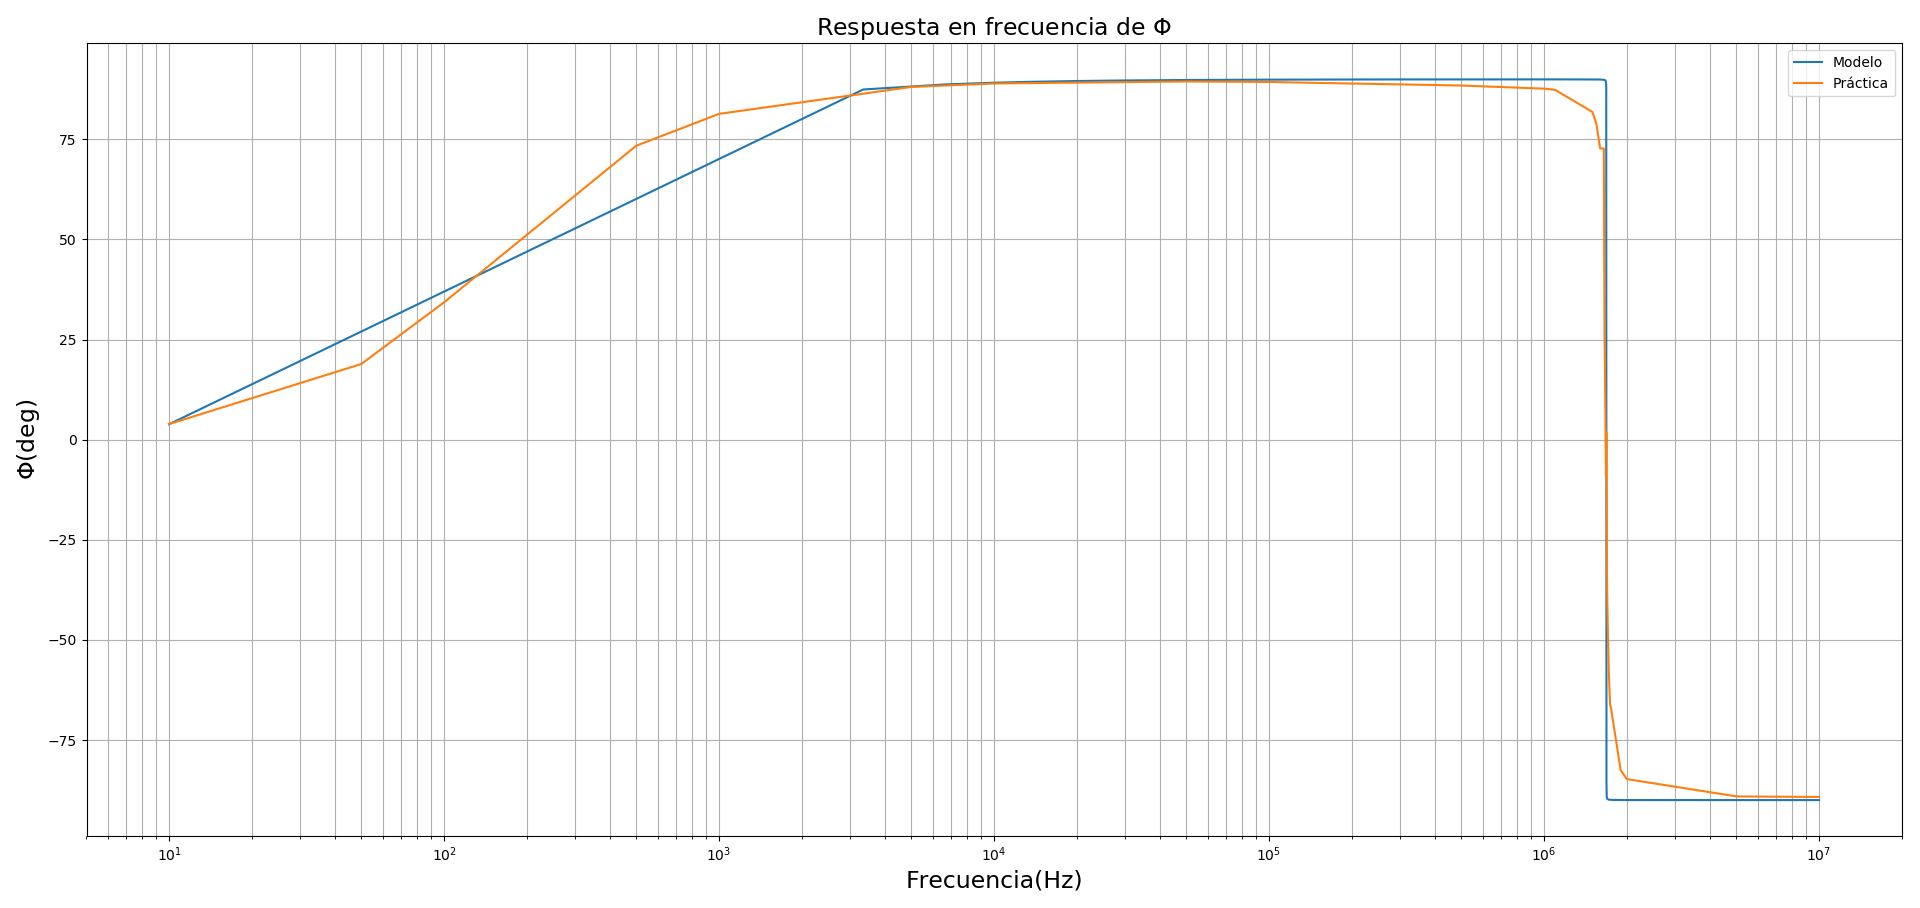 Respuesta en frecuencia de Φ
Modelo
Práctica
75
50
25
0
−25
−50
−75
Φ(deg)
10¹ 10² 10³ 10⁴ 10⁵ 10⁶ 10⁷
Frecuencia(Hz)